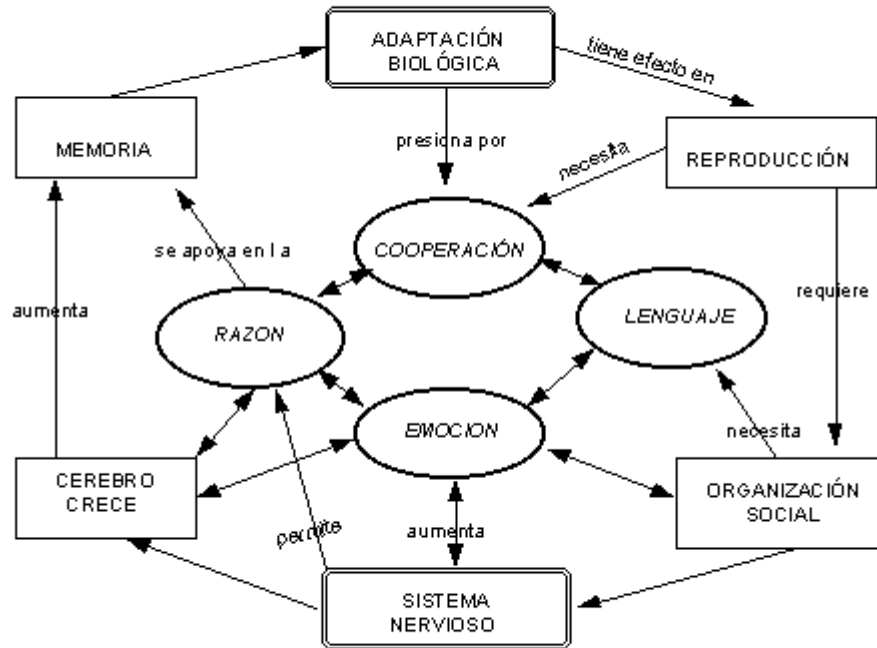 ADAPTACIÓN
BIOLÓGICA
tiene efecto en
MEMORIA
presiona por
necesita
REPRODUCCIÓN
se apoya en la
COOPERACIÓN
aumenta
RAZON
LENGUAJE
requiere
EMOCION
necesita
CEREBRO
CRECE
ORGANIZACIÓN
SOCIAL
permite
aumenta
SISTEMA
NERVIOSO